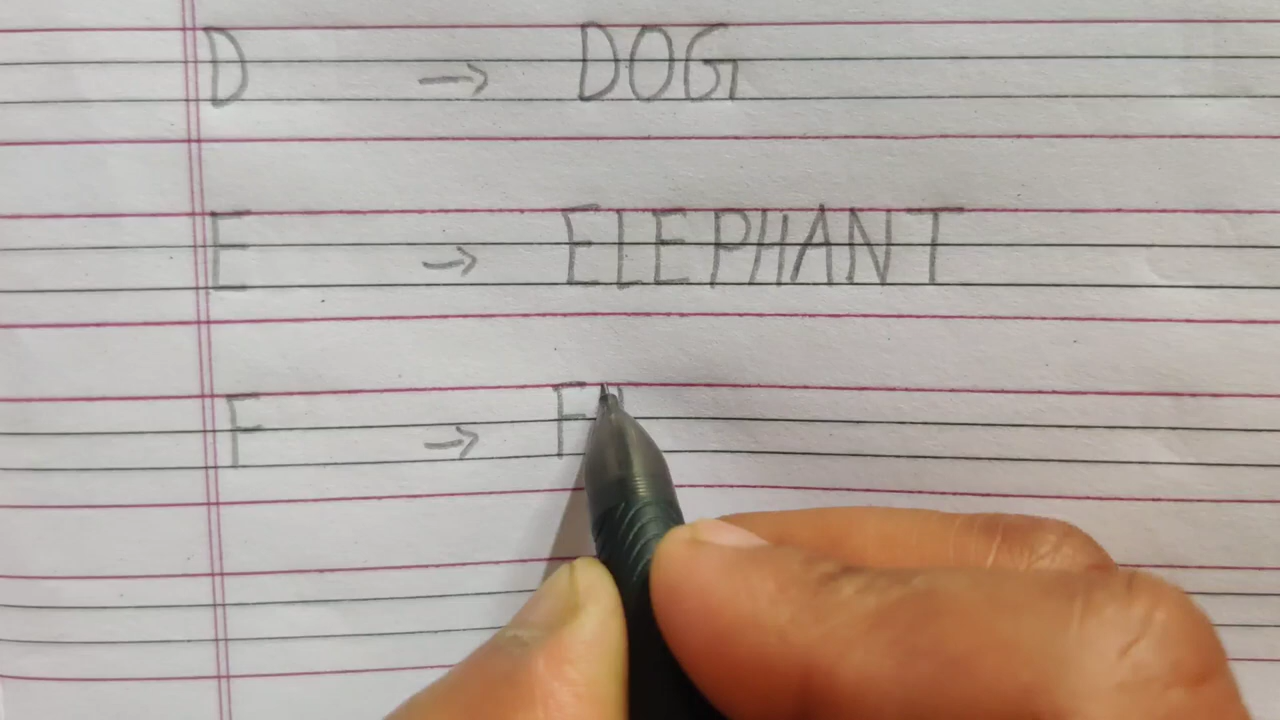 D → DOG
E → ELEPHANT
F → F